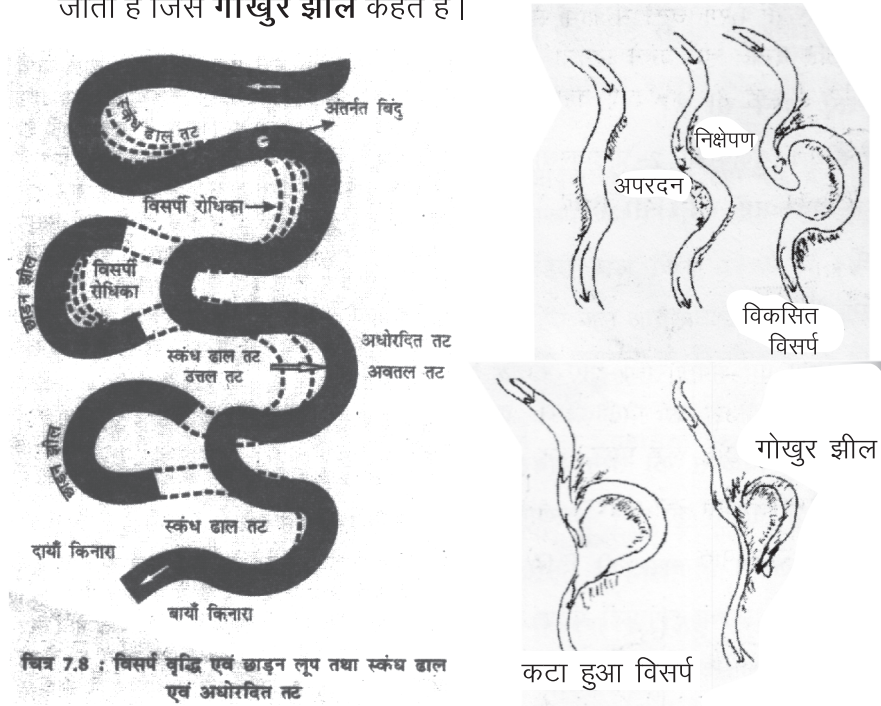 जाता है जिसे गोखुर झील कहते हैं।
स्कंध ढाल तट
अंतर्नत बिंदु
विसर्पी रोधिका
छाड़न झील
विसर्पी
रोधिका
स्कंध ढाल तट
उत्तल तट
अधोरदित तट
अवतल तट
छाड़न झील
स्कंध ढाल तट
दायाँ किनारा
बायाँ किनारा
चित्र 7.8 : विसर्प वृद्धि एवं छाड़न लूप तथा स्कंध ढाल
एवं अधोरदित तट
निक्षेपण
अपरदन
विकसित
विसर्प
गोखुर झील
कटा हुआ विसर्प